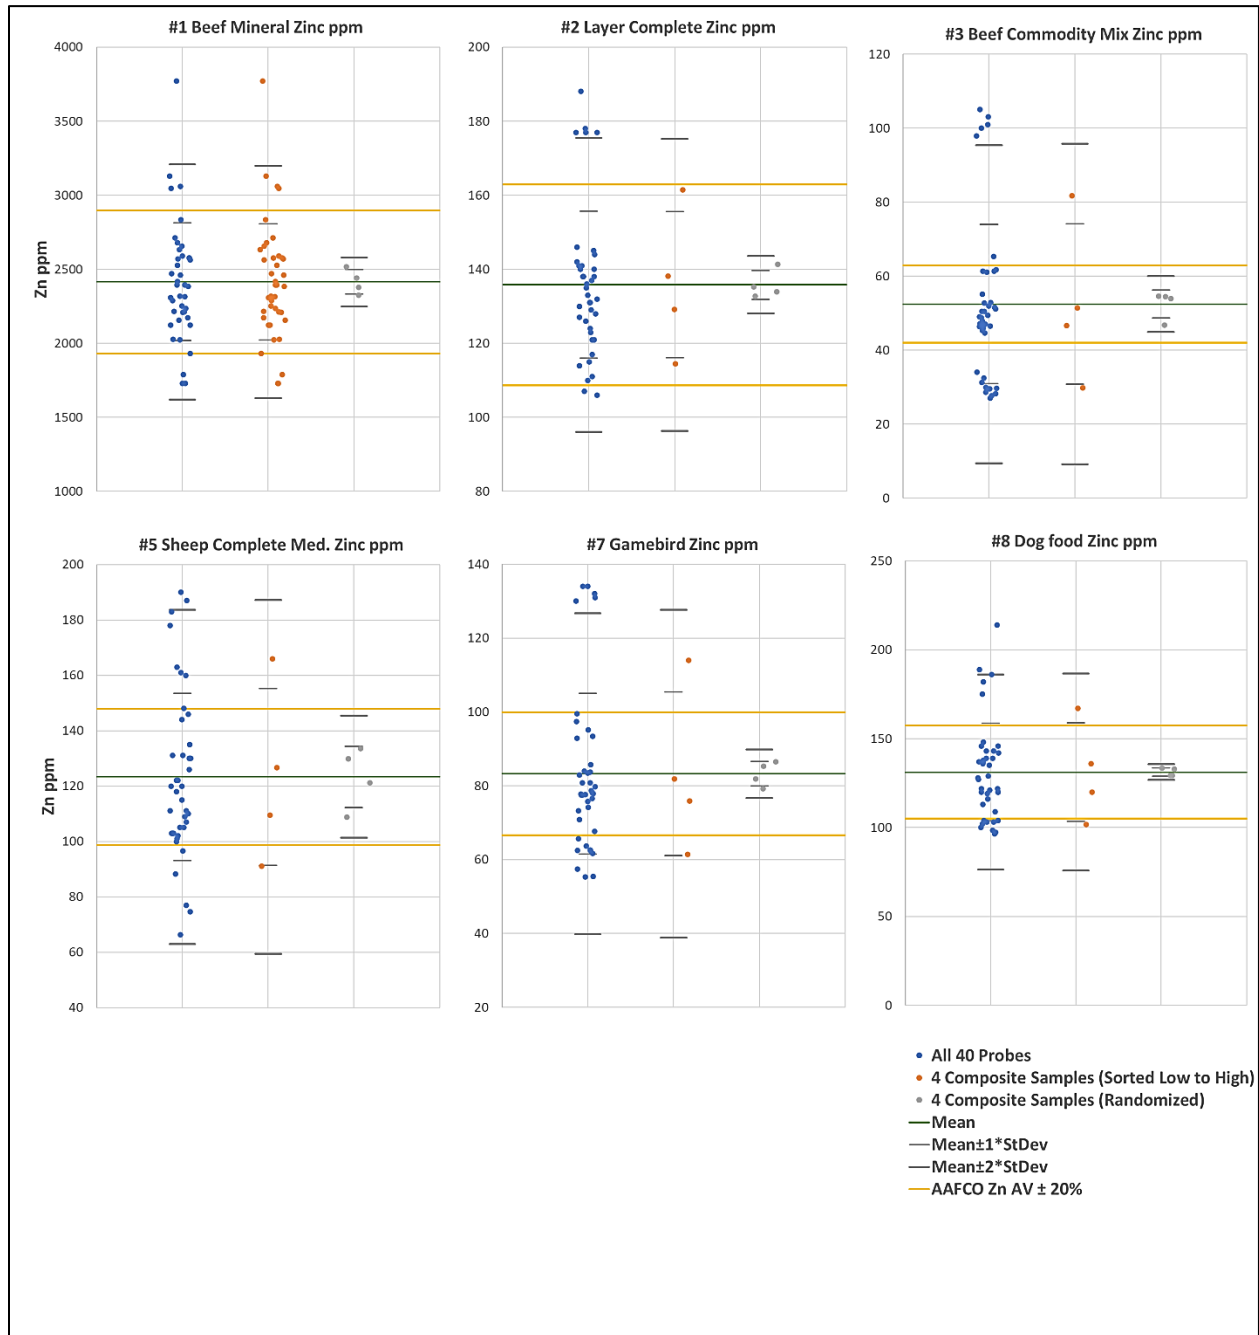 #1 Beef Mineral Zinc ppm
4000
3500
3000
2500
2000
1500
1000
Zn ppm
#2 Layer Complete Zinc ppm
200
180
160
140
120
100
80
#3 Beef Commodity Mix Zinc ppm
120
100
80
60
40
20
0
#5 Sheep Complete Med. Zinc ppm
200
180
160
140
120
100
80
60
40
Zn ppm
#7 Gamebird Zinc ppm
140
120
100
80
60
40
20
#8 Dog food Zinc ppm
250
200
150
100
50
0
All 40 Probes
4 Composite Samples (Sorted Low to High)
4 Composite Samples (Randomized)
Mean
Mean±1*StDev
Mean±2*StDev
AAFCO Zn AV ± 20%